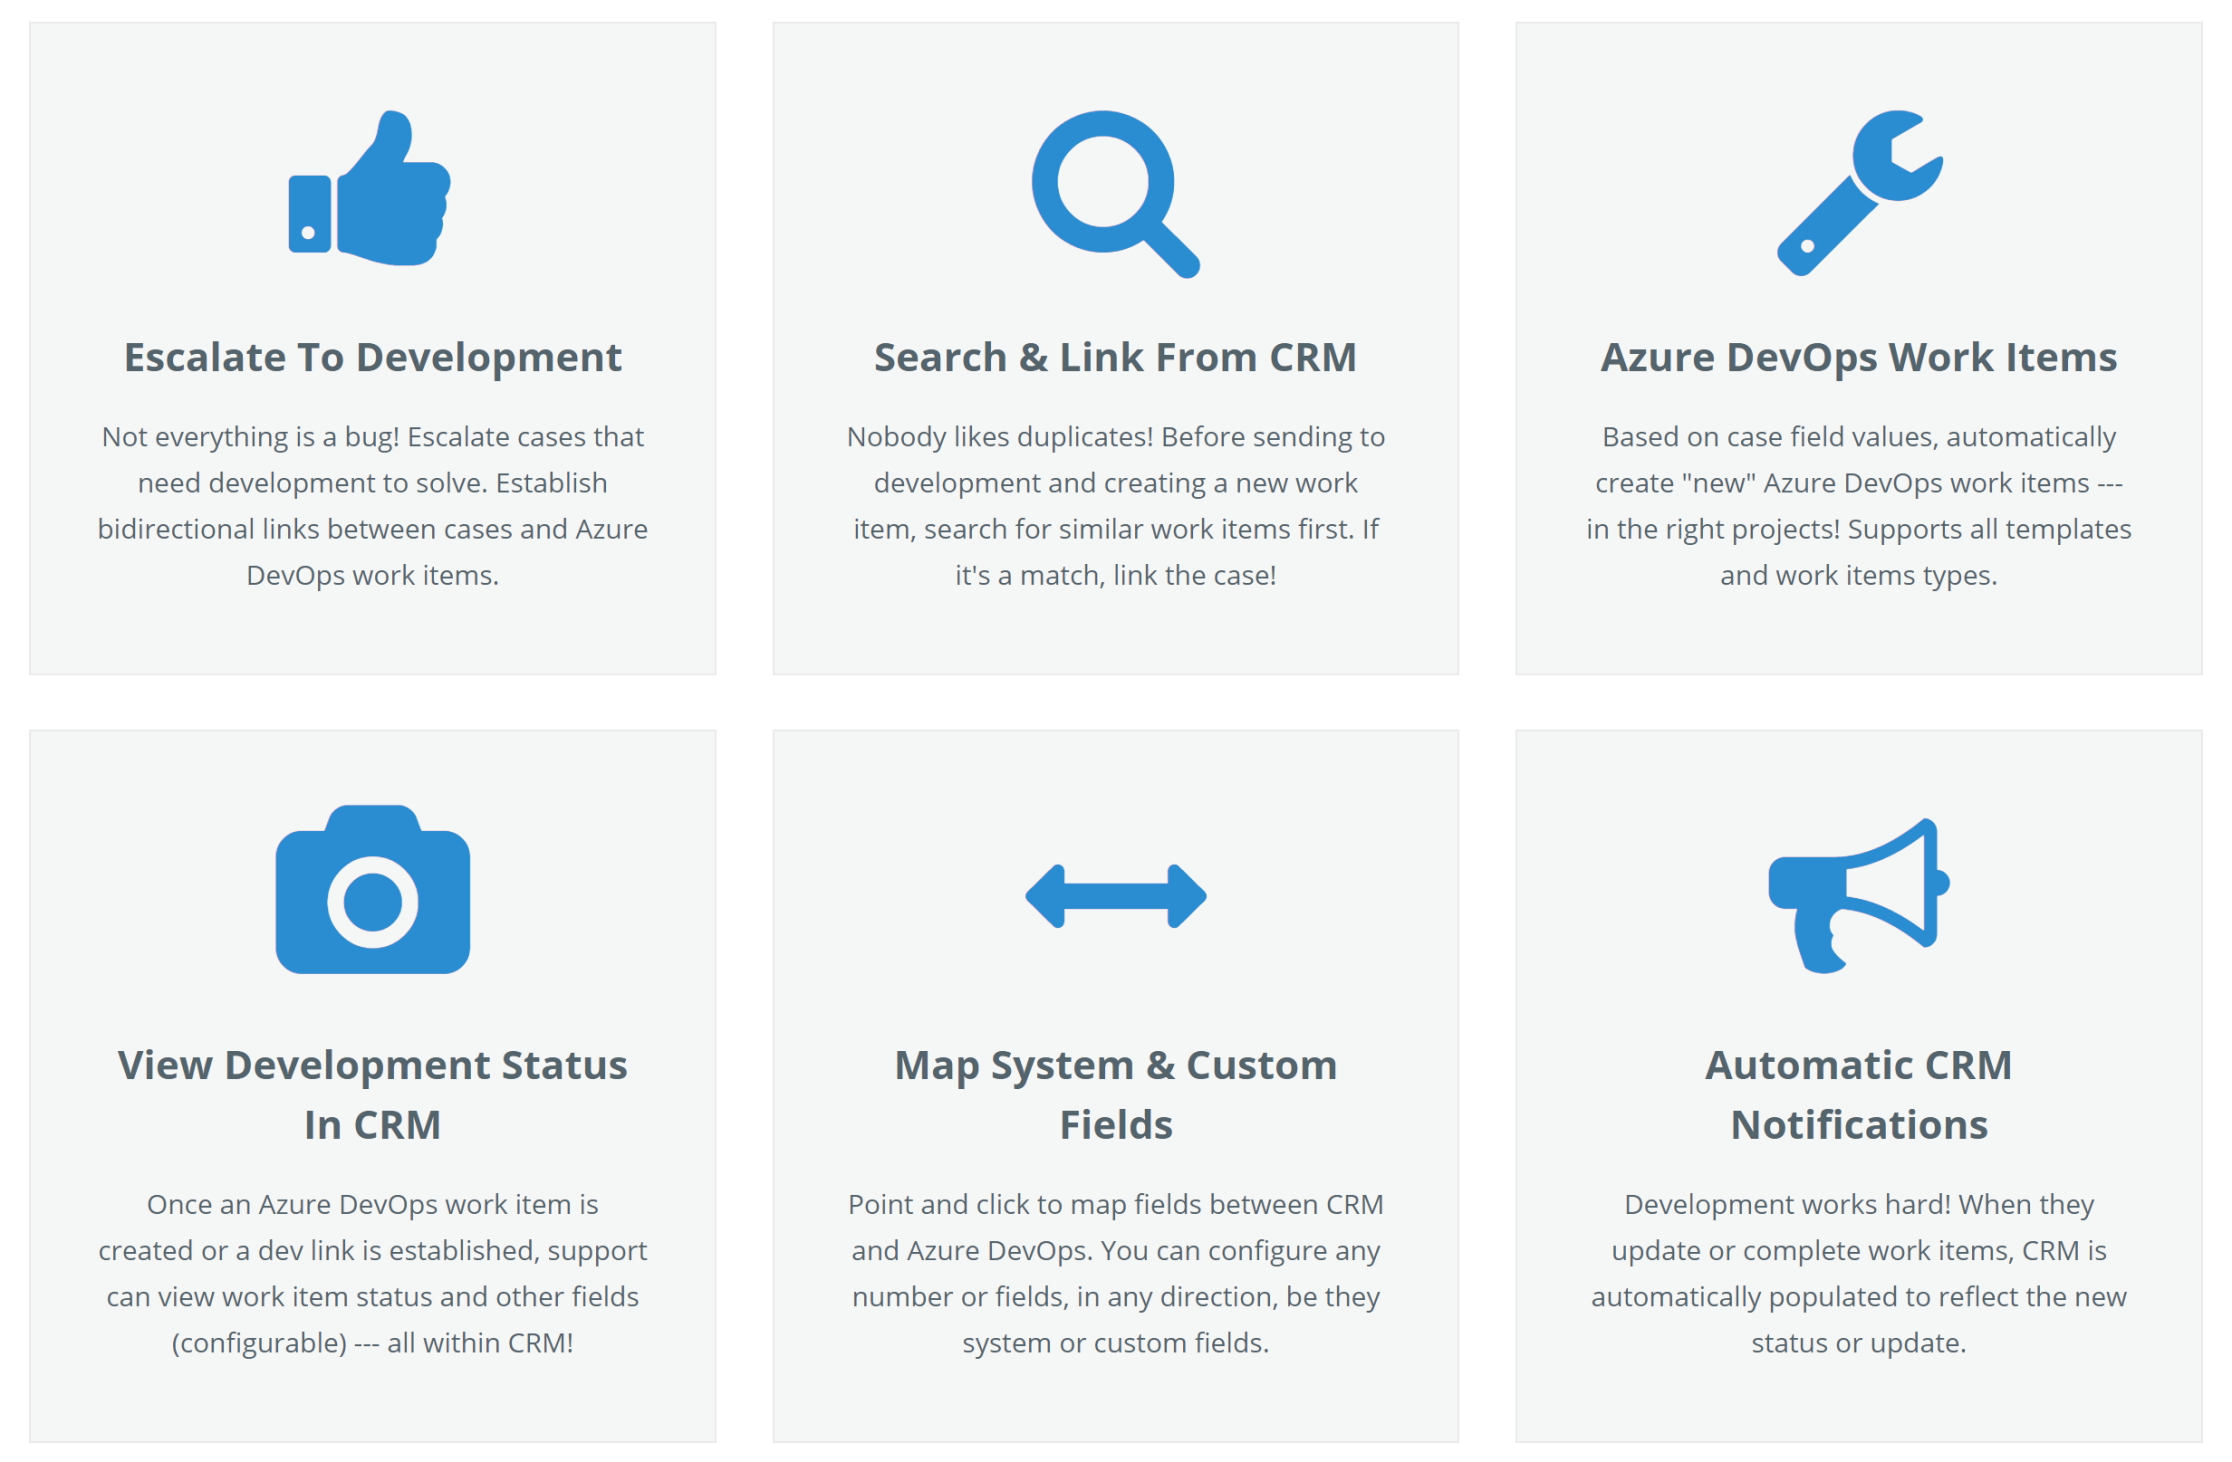 Escalate To Development
Not everything is a bug! Escalate cases that
need development to solve. Establish
bidirectional links between cases and Azure
DevOps work items.
Search & Link From CRM
Nobody likes duplicates! Before sending to
development and creating a new work
item, search for similar work items first. If
it's a match, link the case!
Azure DevOps Work Items
Based on case field values, automatically
create "new" Azure DevOps work items ---
in the right projects! Supports all templates
and work items types.
View Development Status
In CRM
Once an Azure DevOps work item is
created or a dev link is established, support
can view work item status and other fields
(configurable) --- all within CRM!
Map System & Custom
Fields
Point and click to map fields between CRM
and Azure DevOps. You can configure any
number or fields, in any direction, be they
system or custom fields.
Automatic CRM
Notifications
Development works hard! When they
update or complete work items, CRM is
automatically populated to reflect the new
status or update.